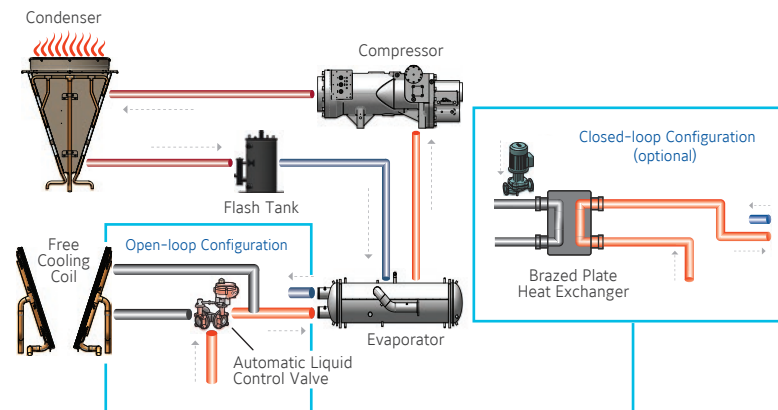 Condenser
Compressor
Closed-loop Configuration
(optional)
Flash Tank
Free
Cooling
Coil
Open-loop Configuration
Brazed Plate
Heat Exchanger
Evaporator
Automatic Liquid
Control Valve